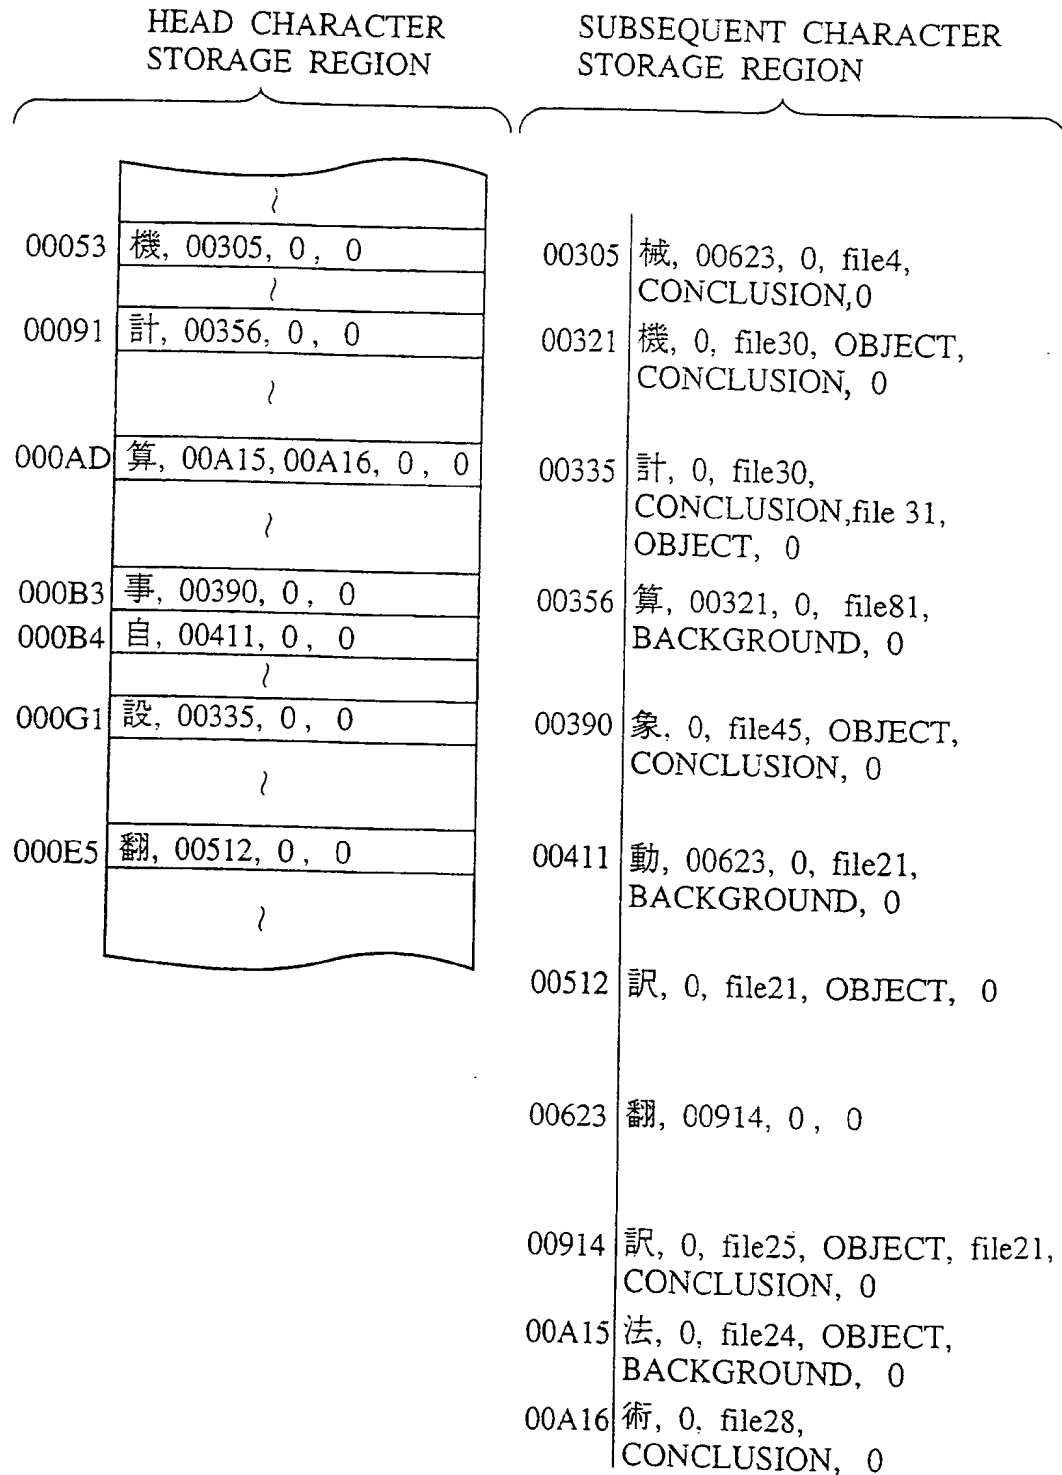 HEAD CHARACTER
STORAGE REGION
00053 機, 00305, 0, 0
00091 計, 00356, 0, 0
000AD 算, 00A15, 00A16, 0, 0
000B3 事, 00390, 0, 0
000B4 自, 00411, 0, 0
000G1 設, 00335, 0, 0
000E5 翻, 00512, 0, 0
SUBSEQUENT CHARACTER
STORAGE REGION
00305 械, 00623, 0, file4,
CONCLUSION,0
00321 機, 0, file30, OBJECT,
CONCLUSION, 0
00335 計, 0, file30,
CONCLUSION,file 31,
OBJECT, 0
00356 算, 00321, 0, file81,
BACKGROUND, 0
00390 象, 0, file45, OBJECT,
CONCLUSION, 0
00411 動, 00623, 0, file21,
BACKGROUND, 0
00512 訳, 0, file21, OBJECT, 0
00623 翻, 00914, 0, 0
00914 訳, 0, file25, OBJECT, file21,
CONCLUSION, 0
00A15 法, 0, file24, OBJECT,
BACKGROUND, 0
00A16 術, 0, file28,
CONCLUSION, 0